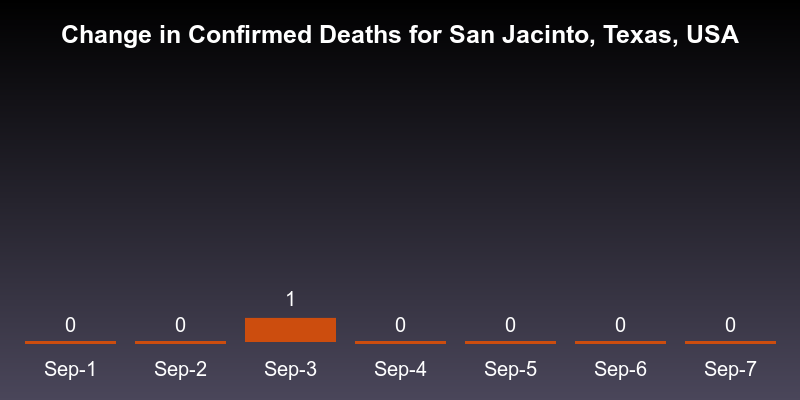 Change in Confirmed Deaths for San Jacinto, Texas, USA
1
0 0 0 0 0 0
Sep-1 Sep-2 Sep-3 Sep-4 Sep-5 Sep-6 Sep-7